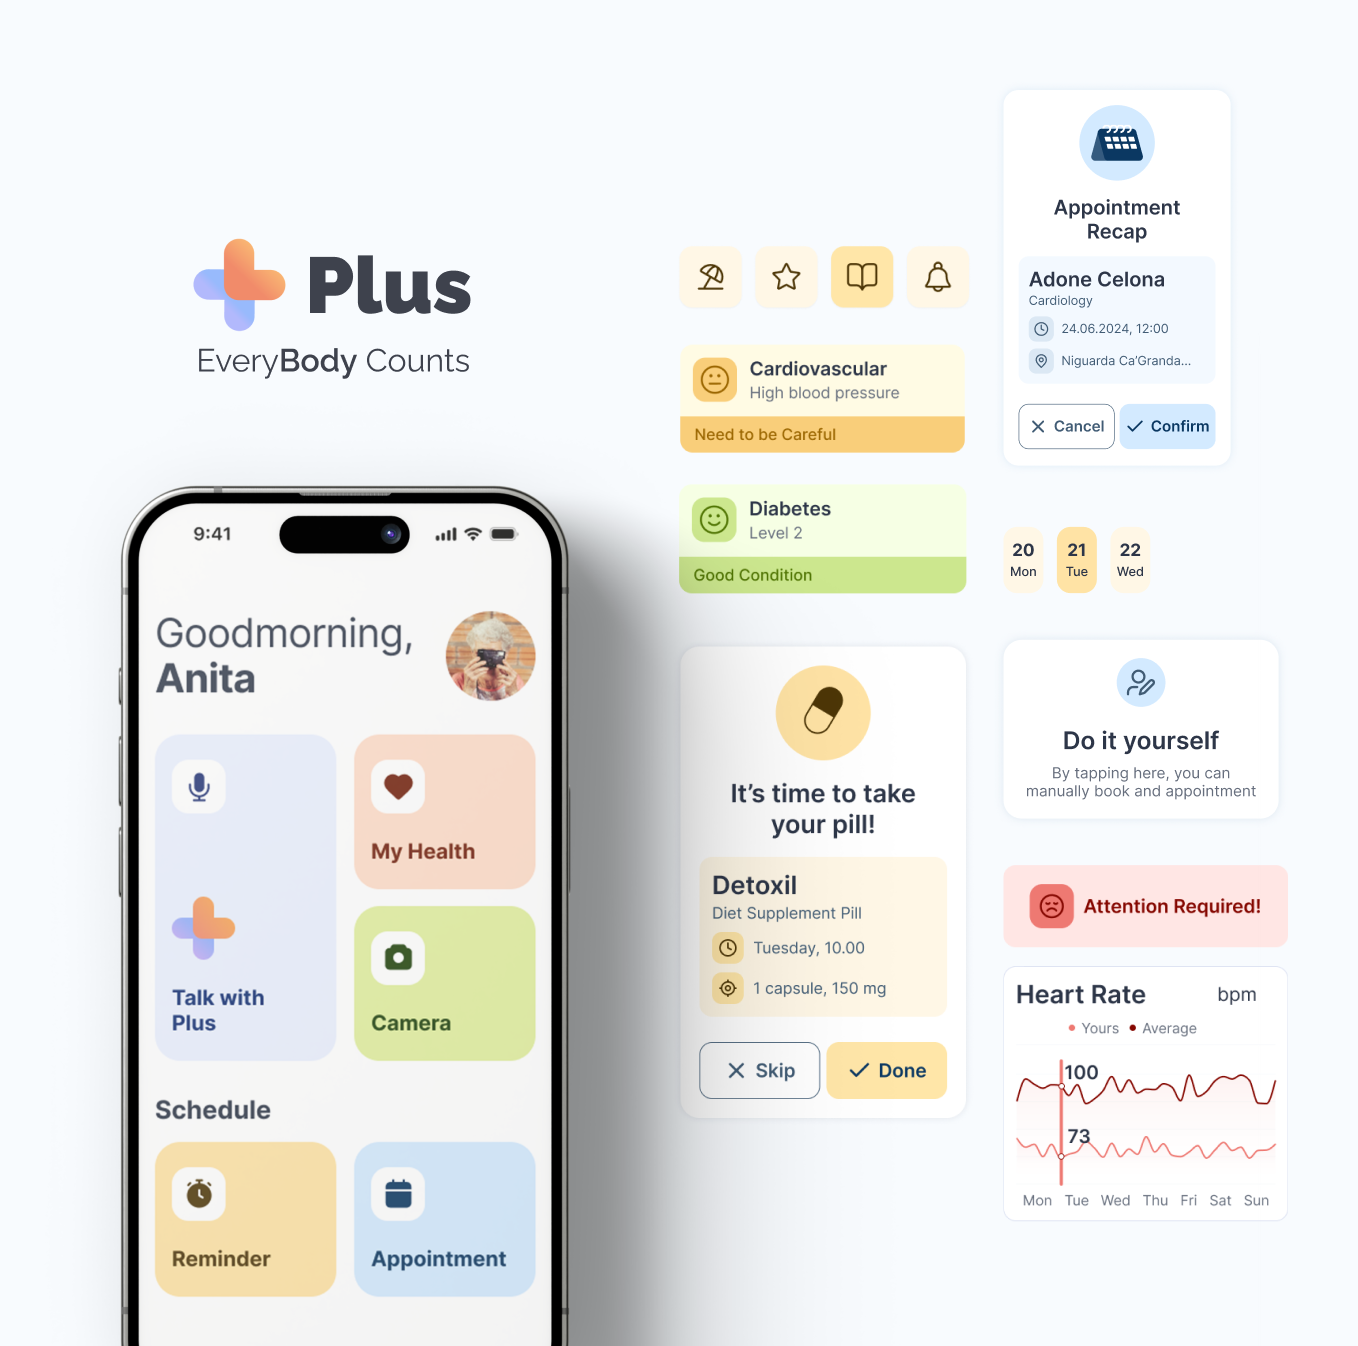 Plus
EveryBody Counts
9:41
Goodmorning,
Anita
My Health
Talk with
Plus
Camera
Schedule
Reminder
Appointment
Cardiovascular
High blood pressure
Need to be Careful
Diabetes
Level 2
Good Condition
It's time to take
your pill!
Detoxil
Diet Supplement Pill
Tuesday, 10.00
1 capsule, 150 mg
Skip
Done
Appointment
Recap
Adone Celona
Cardiology
24.06.2024, 12:00
Niguarda Ca'Granda...
Cancel
Confirm
20 21 22
Mon Tue Wed
Do it yourself
By tapping here, you can
manually book and appointment
Attention Required!
Heart Rate bpm
Yours Average
100
73
Mon Tue Wed Thu Fri Sat Sun